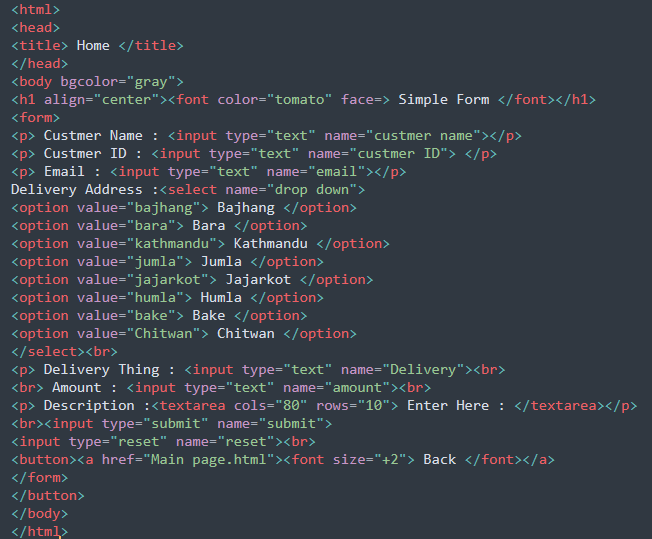 <html>
<head>
<title> Home </title>
</head>
<body bgcolor="gray">
<h1 align="center"><font color="tomato" face=> Simple Form </font></h1>
<form>
<p> Custmer Name : <input type="text" name="custmer name"></p>
<p> Custmer ID : <input type="text" name="custmer ID"> </p>
<p> Email : <input type="text" name="email"></p>
Delivery Address :<select name="drop down">
<option value="bajhang"> Bajhang </option>
<option value="bara"> Bara </option>
<option value="kathmandu"> Kathmandu </option>
<option value="jumla"> Jumla </option>
<option value="jajarkot"> Jajarkot </option>
<option value="humla"> Humla </option>
<option value="bake"> Bake </option>
<option value="Chitwan"> Chitwan </option>
</select><br>
<p> Delivery Thing : <input type="text" name="Delivery"><br>
<br> Amount : <input type="text" name="amount"><br>
<p> Description :<textarea cols="80" rows="10"> Enter Here : </textarea></p>
<br><input type="submit" name="submit">
<input type="reset" name="reset"><br>
<button><a href="Main page.html"><font size="+2"> Back </font></a>
</form>
</button>
</body>
</html>